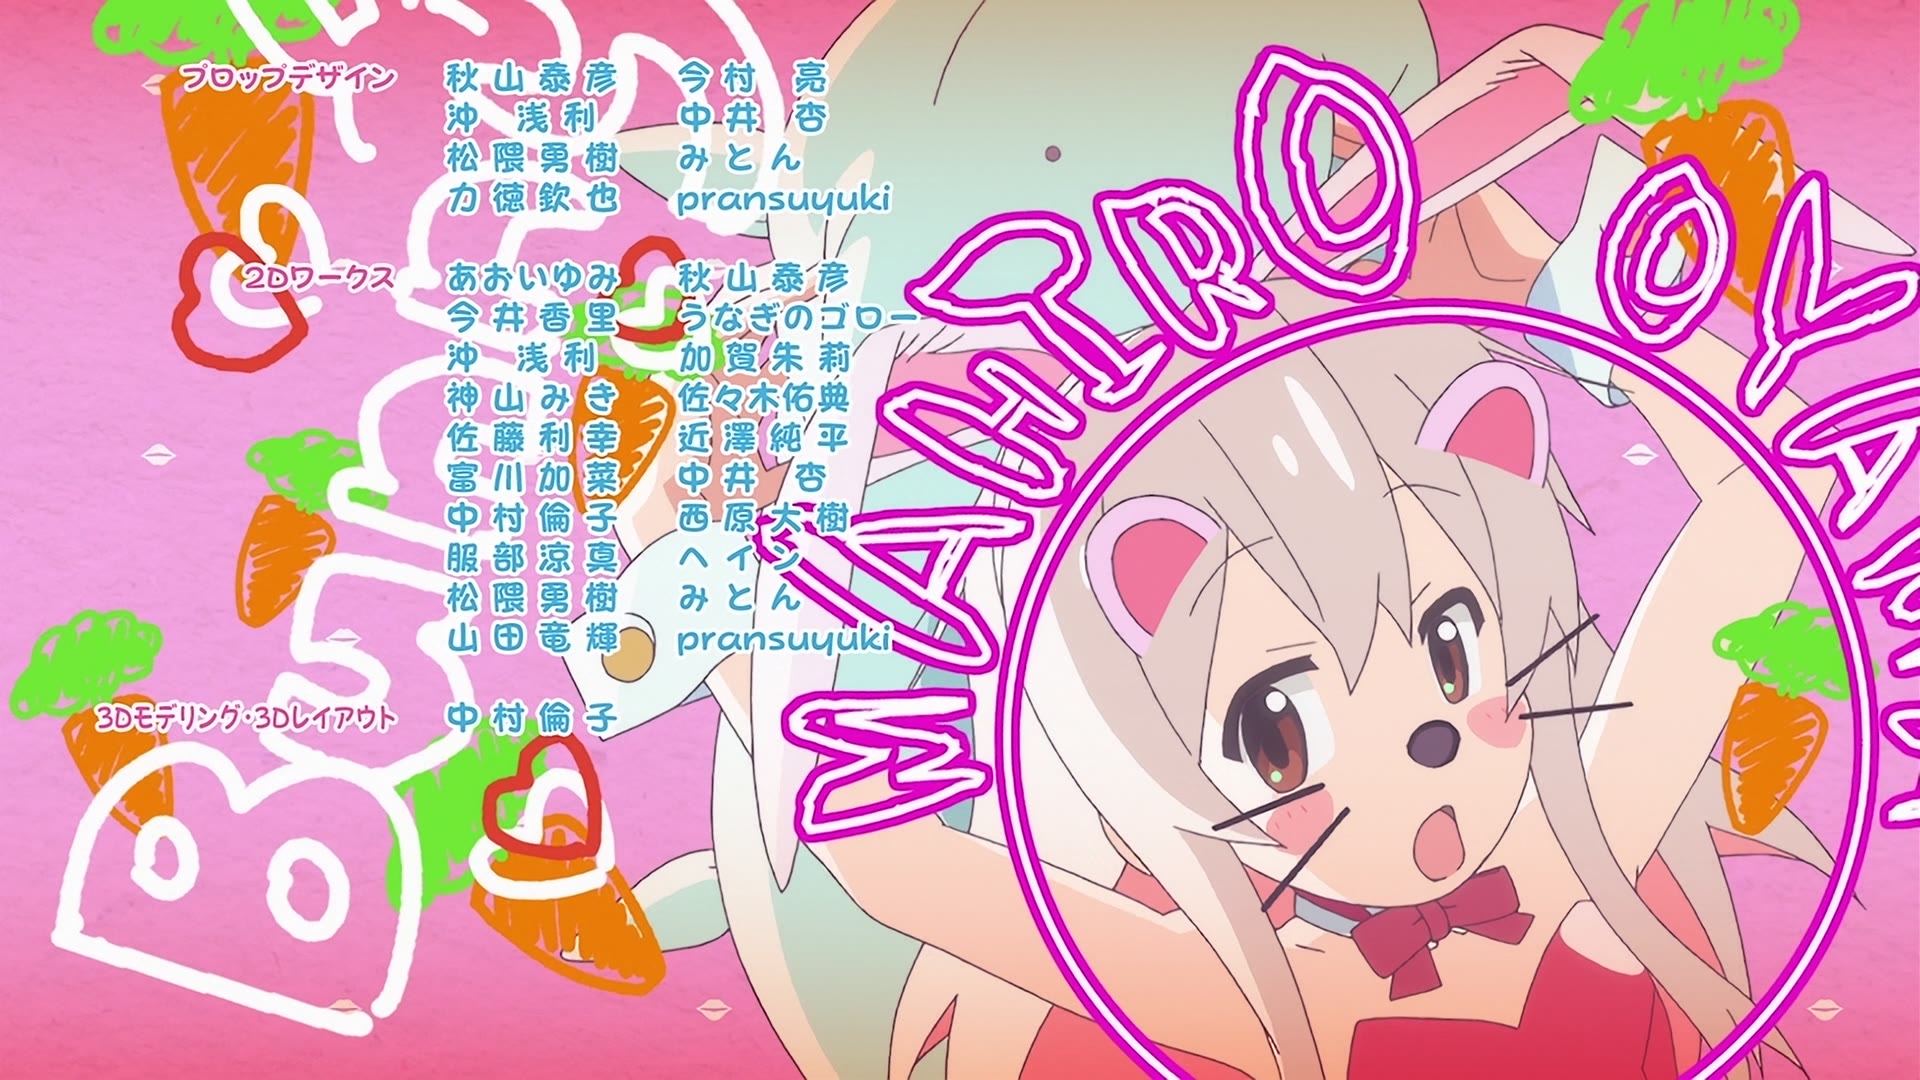 プロップデザイン 秋山泰彦 今村 亮
沖 浅利 中井 杏
松隈勇樹 みとん
力徳欽也 pransuyuki
2Dワークス あおいゆみ 秋山泰彦
今井香里 うなぎのゴロー
沖 浅利 加賀朱莉
神山みき 佐々木佑典
佐藤利幸 近澤純平
富川加菜 中井 杏
中村倫子 西原大樹
服部涼真 ヘイン
松隈勇樹 みとん
山田竜輝 pransuyuki
3Dモデリング・3Dレイアウト 中村倫子
MAHIRO OYAMA